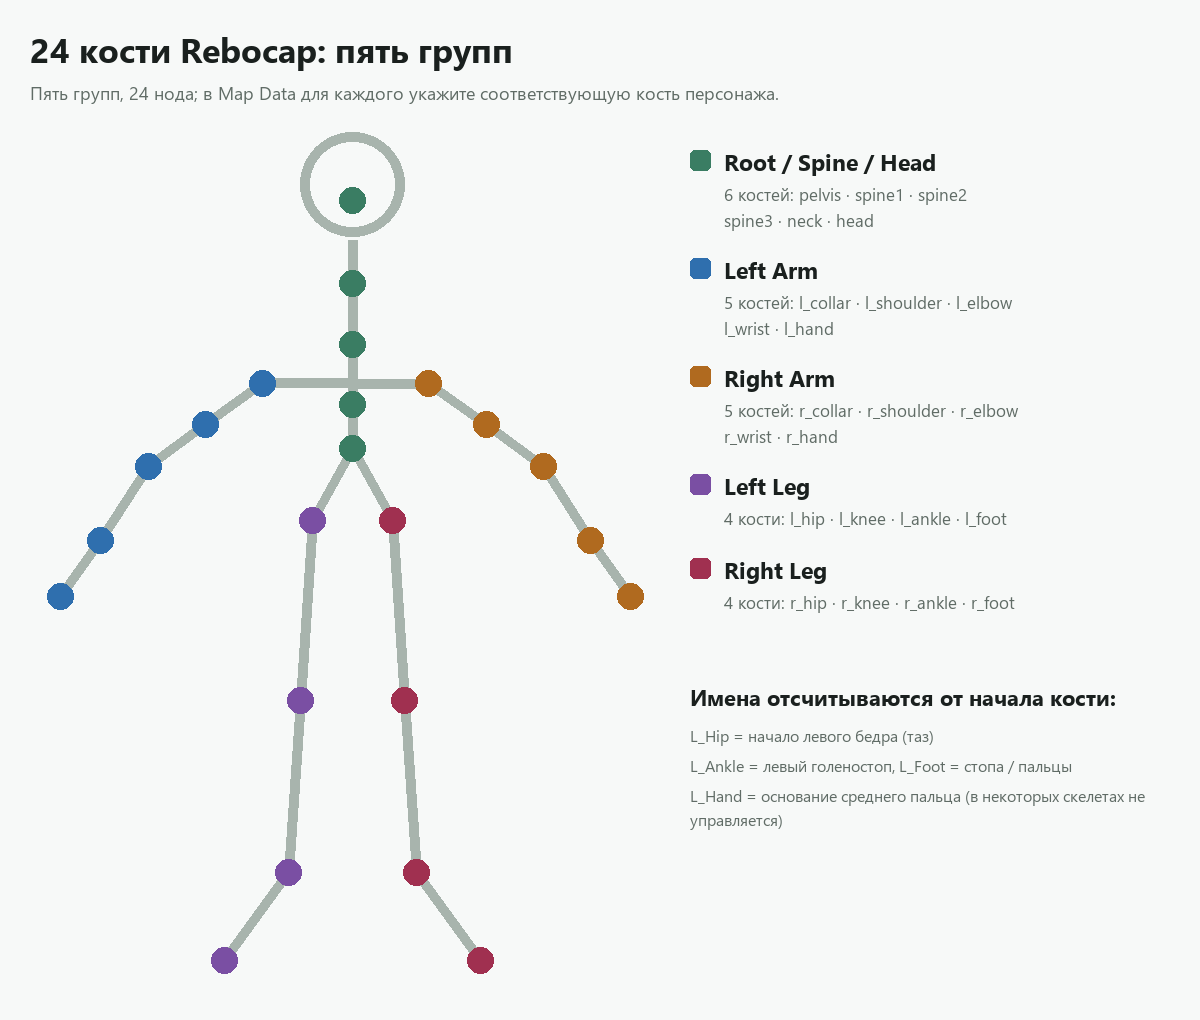 24 кости Rebocap: пять групп
Пять групп, 24 нода; в Map Data для каждого укажите соответствующую кость персонажа.
Root / Spine / Head
6 костей: pelvis · spine1 · spine2
spine3 · neck · head
Left Arm
5 костей: l_collar · l_shoulder · l_elbow
l_wrist · l_hand
Right Arm
5 костей: r_collar · r_shoulder · r_elbow
r_wrist · r_hand
Left Leg
4 кости: l_hip · l_knee · l_ankle · l_foot
Right Leg
4 кости: r_hip · r_knee · r_ankle · r_foot
Имена отсчитываются от начала кости:
L_Hip = начало левого бедра (таз)
L_Ankle = левый голеностоп, L_Foot = стопа / пальцы
L_Hand = основание среднего пальца (в некоторых скелетах не
управляется)